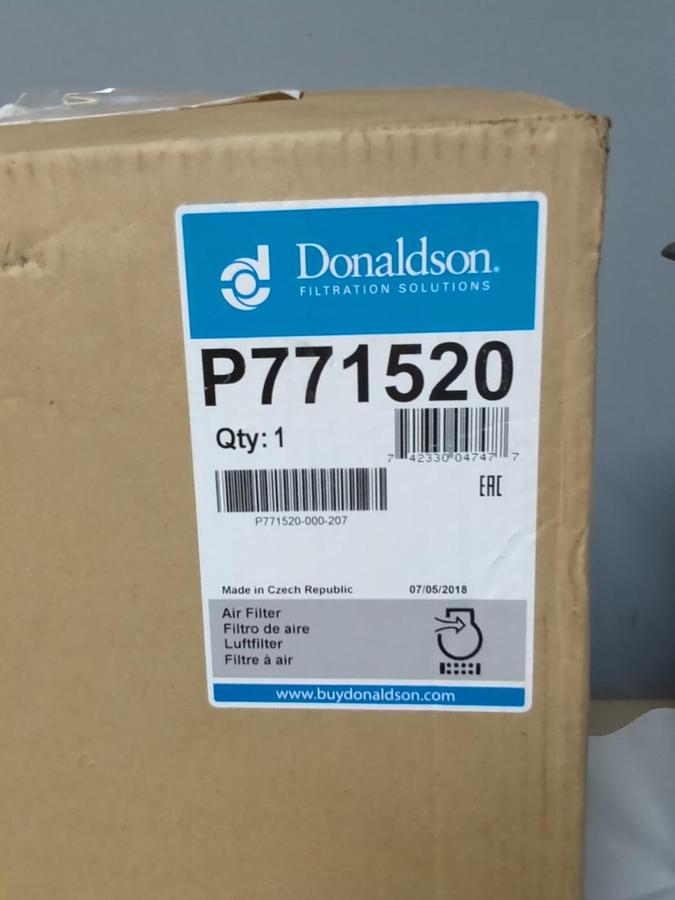 Donaldson.
FILTRATION SOLUTIONS
P771520
Qty: 1
7 42330 04747 7
P771520-000-207
EAC
Made in Czech Republic 07/05/2018
Air Filter
Filtro de aire
Luftfilter
Filtre à air
www.buydonaldson.com